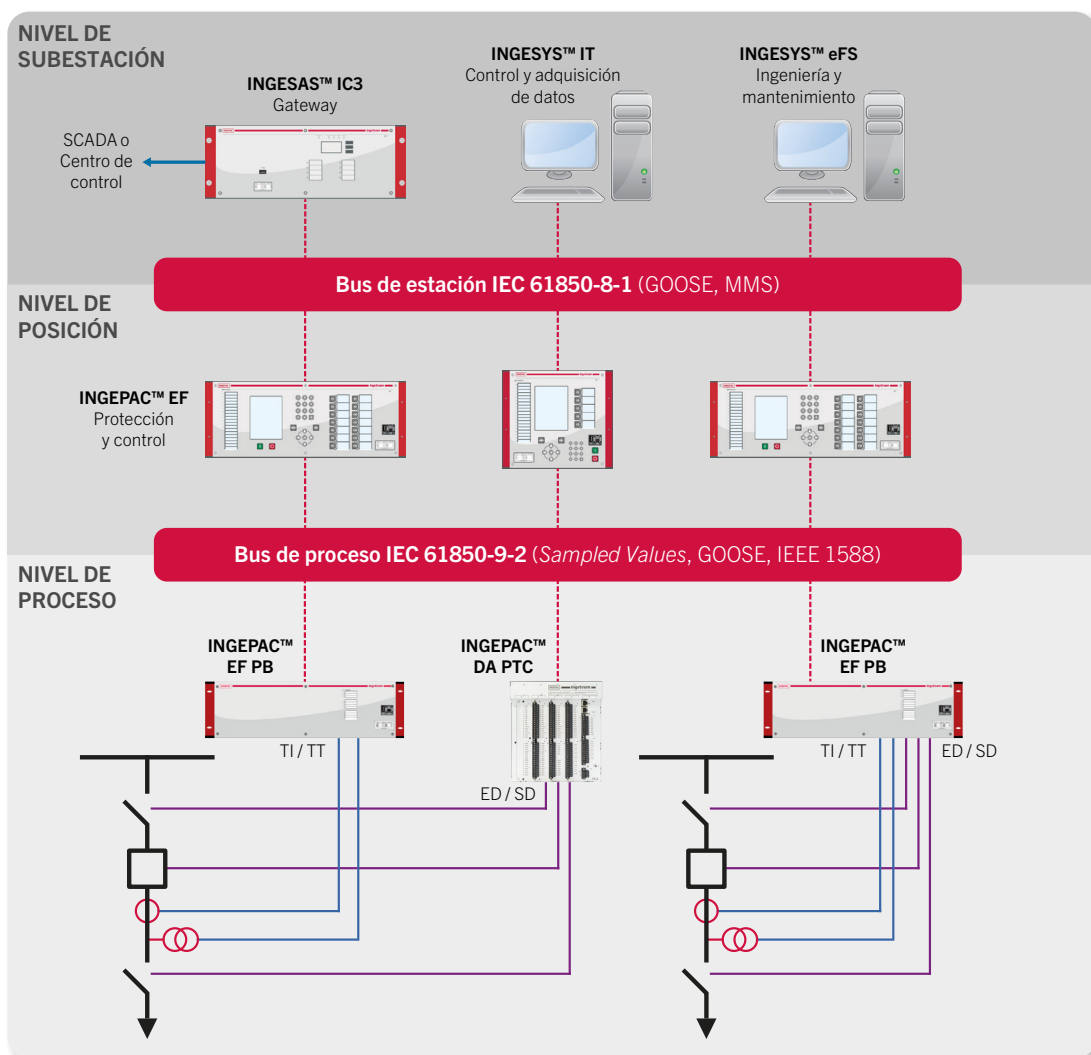 NIVEL DE
SUBESTACIÓN
INGESAS™ IC3
Gateway
INGESYS™ IT
Control y adquisición
de datos
INGESYS™ eFS
Ingeniería y
mantenimiento
SCADA o
Centro de
control
Bus de estación IEC 61850-8-1 (GOOSE, MMS)
NIVEL DE
POSICIÓN
INGEPAC™ EF
Protección
y control
Bus de proceso IEC 61850-9-2 (Sampled Values, GOOSE, IEEE 1588)
NIVEL DE
PROCESO
INGEPAC™
EF PB
INGEPAC™
DA PTC
INGEPAC™
EF PB
TI / TT
ED / SD
TI / TT
ED / SD